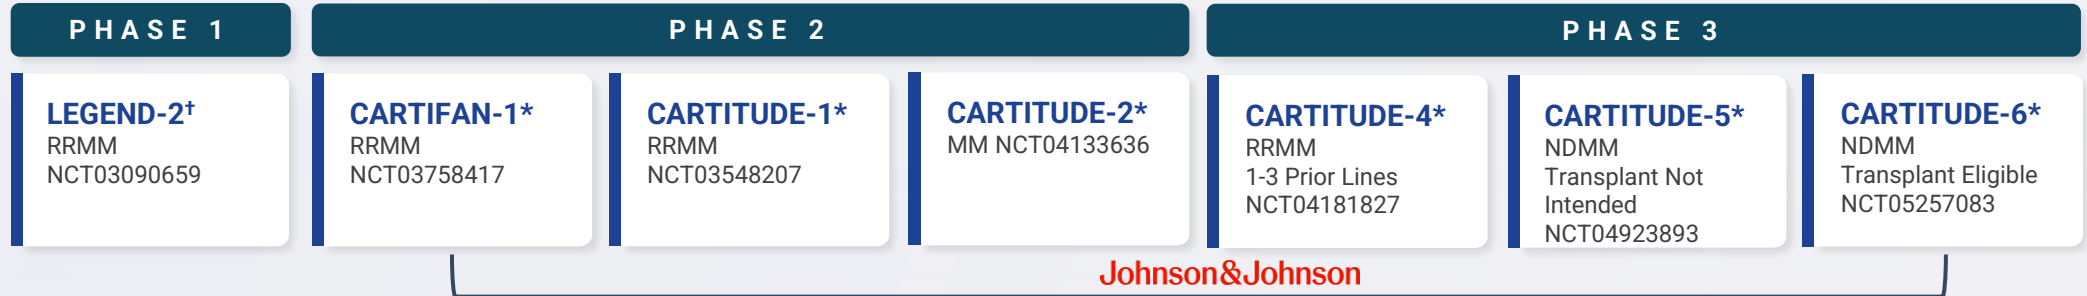 PHASE 1
PHASE 2
PHASE 3
LEGEND-2†
RRMM
NCT03090659
CARTIFAN-1*
RRMM
NCT03758417
CARTITUDE-1*
RRMM
NCT03548207
CARTITUDE-2*
MM NCT04133636
CARTITUDE-4*
RRMM
1-3 Prior Lines
NCT04181827
CARTITUDE-5*
NDMM
Transplant Not
Intended
NCT04923893
CARTITUDE-6*
NDMM
Transplant Eligible
NCT05257083
Johnson&Johnson